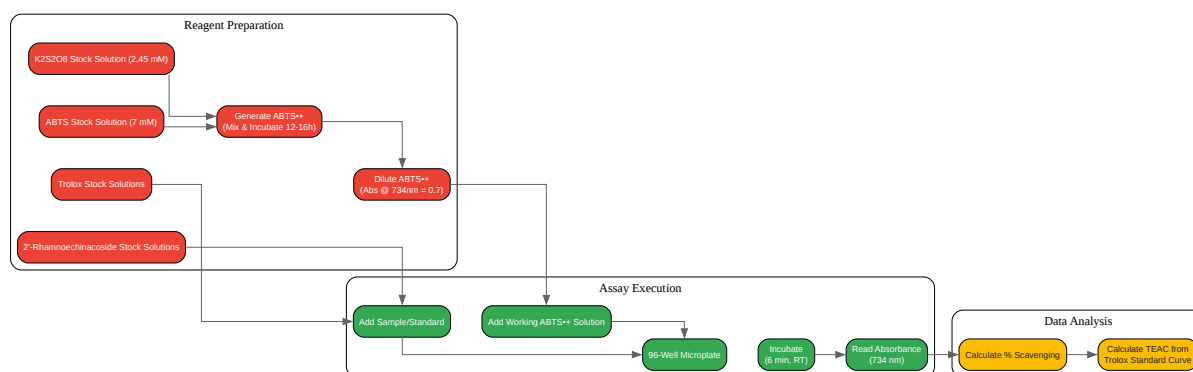 Reagent Preparation
K2S2O8 Stock Solution (2.45 mM)
ABTS Stock Solution (7 mM)
Generate ABTS•+
(Mix & Incubate 12-16h)
Trolox Stock Solutions
Dilute ABTS•+
(Abs @ 734nm = 0.7)
2'-Rhamnoechinacoside Stock Solutions
Assay Execution
Add Sample/Standard
Add Working ABTS•+ Solution
96-Well Microplate
Incubate
(6 min, RT)
Read Absorbance
(734 nm)
Data Analysis
Calculate % Scavenging
Calculate TEAC from
Trolox Standard Curve